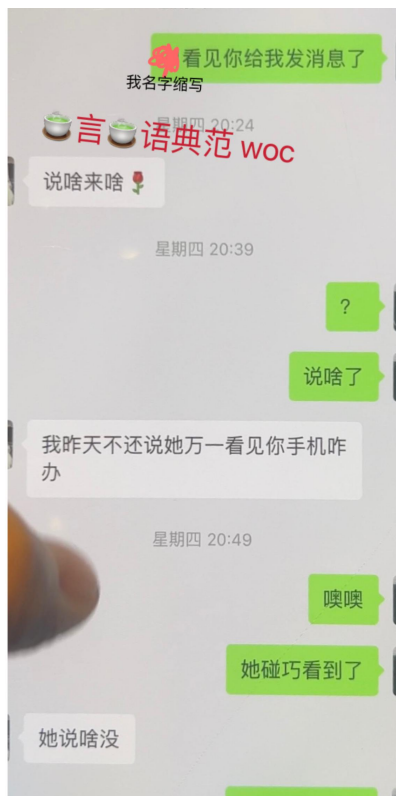 看见你给我发消息了
我名字缩写
星期四 20:24
🍵言🍵语典范 woc
说啥来啥🌹
星期四 20:39
？
说啥了
我昨天不还说她万一看见你手机咋
办
星期四 20:49
噢噢
她碰巧看到了
她说啥没